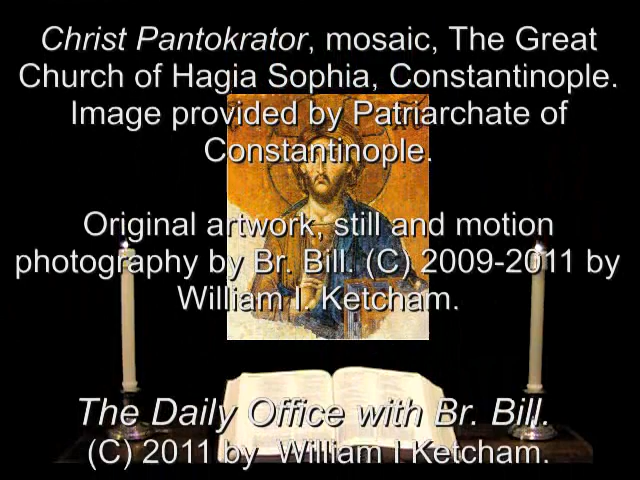 Christ Pantokrator, mosaic, The Great
Church of Hagia Sophia, Constantinople.
Image provided by Patriarchate of
Constantinople.
Original artwork, still and motion
photography by Br. Bill. (C) 2009-2011 by
William I. Ketcham.
The Daily Office with Br. Bill.
(C) 2011 by  William I Ketcham.